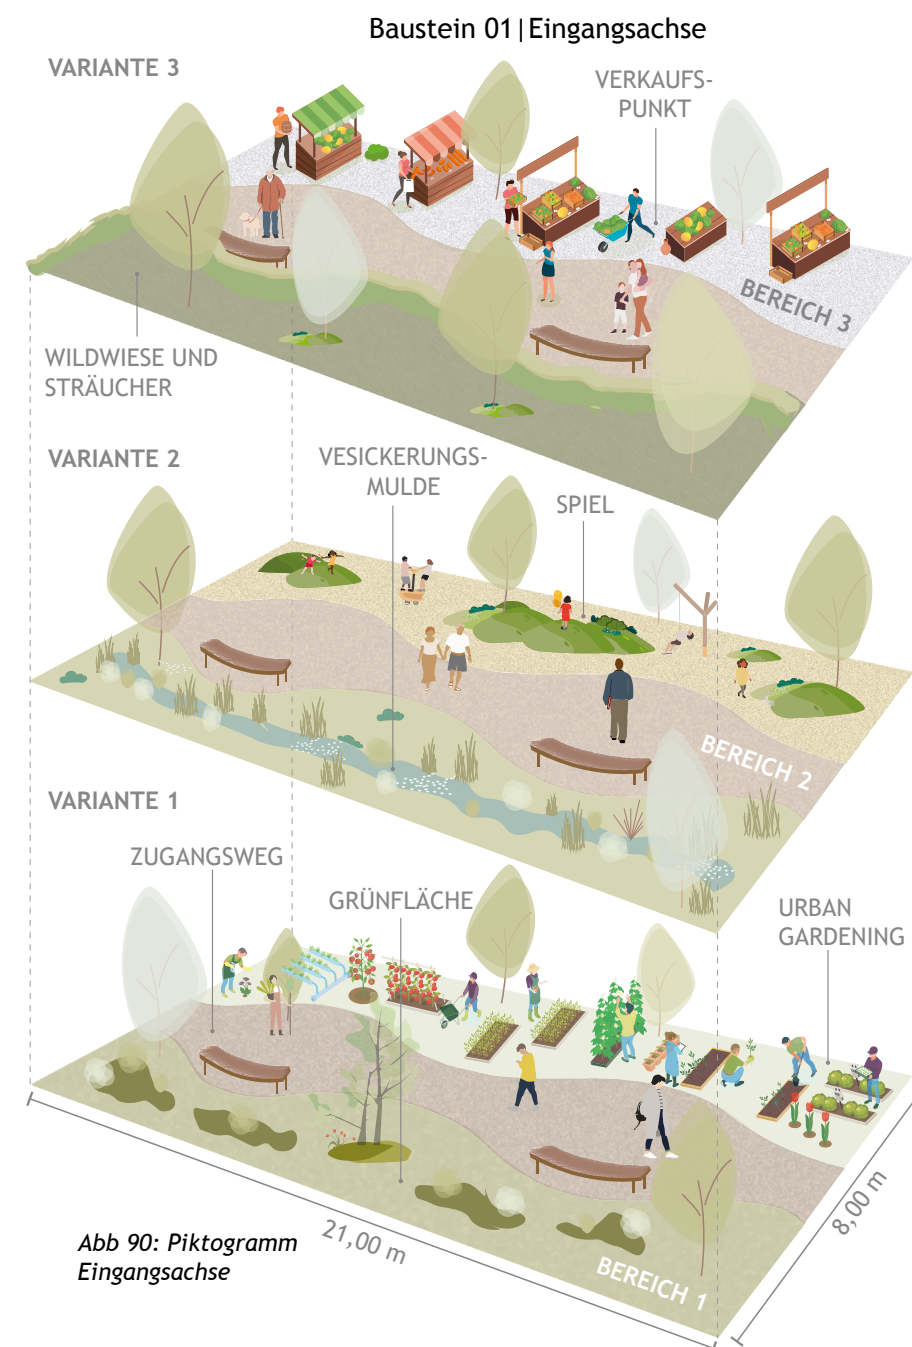 Baustein 01|Eingangsachse
VARIANTE 3
VERKAUFS-
PUNKT
BEREICH 3
WILDWIESE UND
STRÄUCHER
VARIANTE 2
VESICKERUNGS-
MULDE
SPIEL
BEREICH 2
VARIANTE 1
ZUGANGSWEG
GRÜNFLÄCHE
URBAN
GARDENING
8,00 m
21,00 m
BEREICH 1
Abb 90: Piktogramm
Eingangsachse